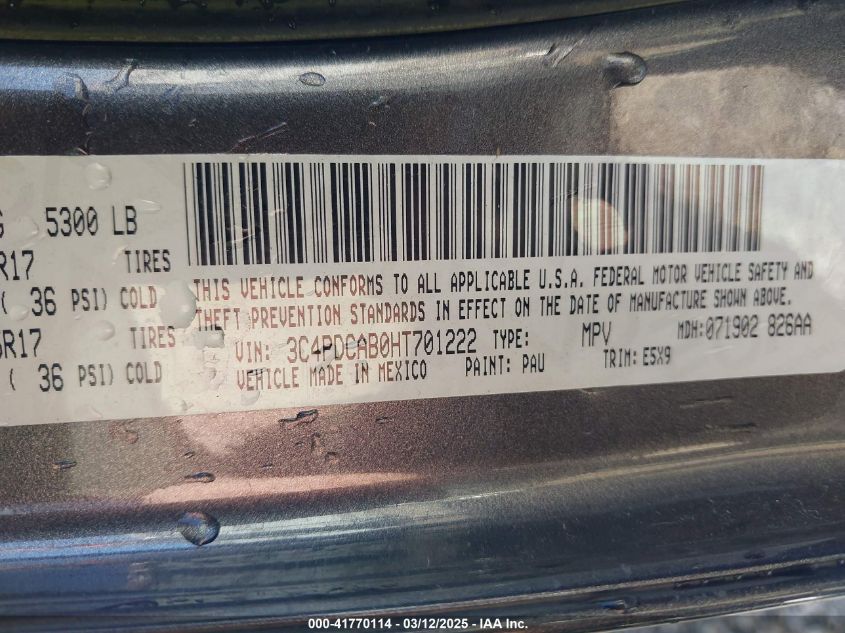 G 5300 LB
R17 TIRES
( 36 PSI) COLD
5R17 TIRES
( 36 PSI) COLD
THIS VEHICLE CONFORMS TO ALL APPLICABLE U.S.A. FEDERAL MOTOR VEHICLE SAFETY AND
THEFT PREVENTION STANDARDS IN EFFECT ON THE DATE OF MANUFACTURE SHOWN ABOVE.
VIN: 3C4PDCAB0HT701222 TYPE: MPV MDH:071902 826AA
VEHICLE MADE IN MEXICO PAINT: PAU TRIM: E5X9
000-41770114 - 03/12/2025 - IAA Inc.